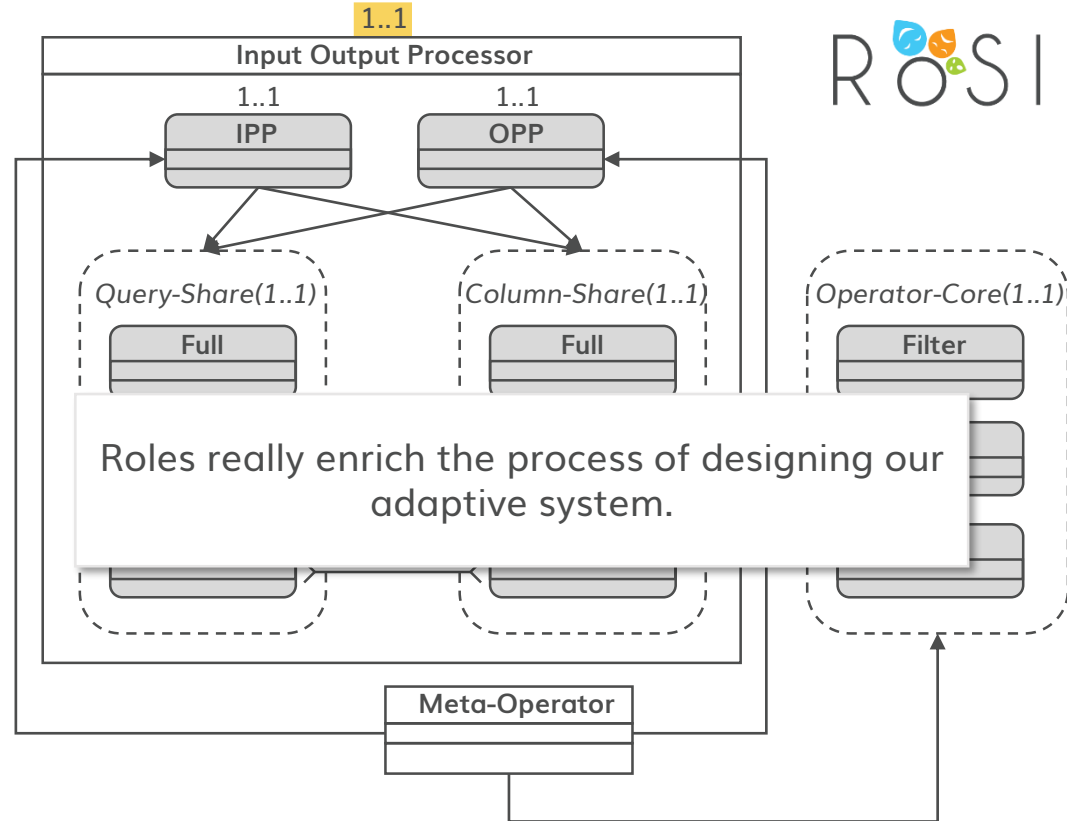 1..1
Input Output Processor
ROSI
1..1
1..1
IPP
OPP
Query-Share(1..1)
Column-Share(1..1)
Operator-Core(1..1)
Full
Full
Filter
Roles really enrich the process of designing our
adaptive system.
Meta-Operator